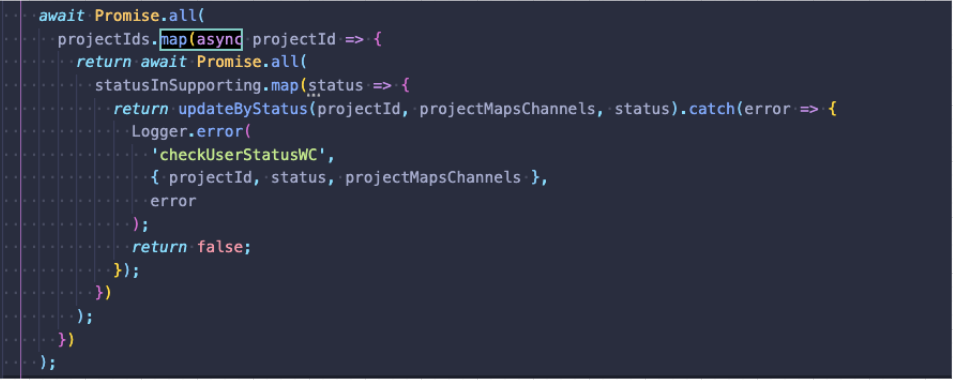 await Promise.all(
projectIds.map(async projectId => {
return await Promise.all(
statusInSupporting.map(status => {
return updateByStatus(projectId, projectMapsChannels, status).catch(error => {
Logger.error(
'checkUserStatusWC',
{ projectId, status, projectMapsChannels },
error
);
return false;
});
})
);
})
);